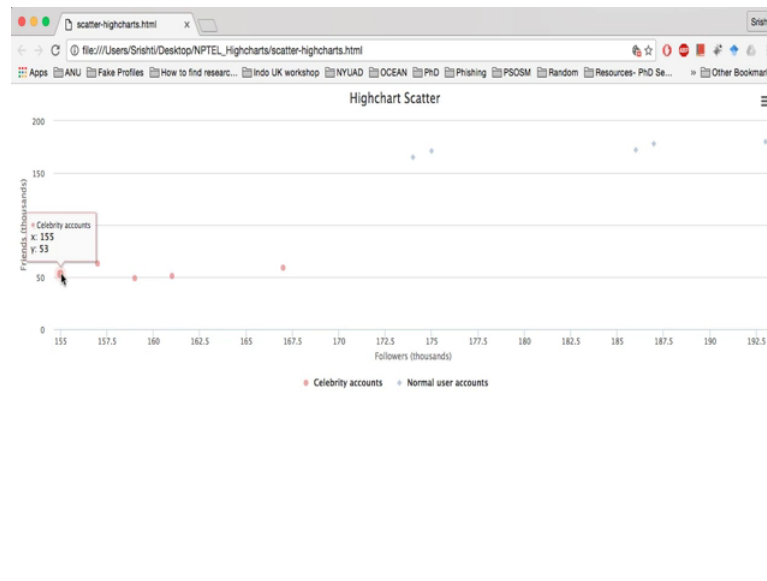 scatter-highcharts.html
Srish
file:///Users/Srishti/Desktop/NPTEL_Highcharts/scatter-highcharts.html
Apps ANU Fake Profiles How to find researc... Indo UK workshop NYUAD OCEAN PhD Phishing PSOSM Random Resources- PhD Se... » Other Bookmar
Highchart Scatter
200
150
Friends (thousands)
Celebrity accounts
x: 155
y: 53
50
0
155 157.5 160 162.5 165 167.5 170 172.5 175 177.5 180 182.5 185 187.5 190 192.5
Followers (thousands)
Celebrity accounts Normal user accounts